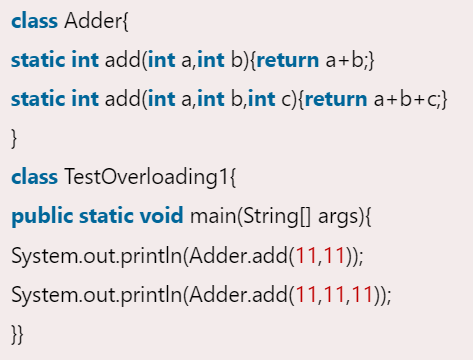 class Adder{
static int add(int a,int b){return a+b;}
static int add(int a,int b,int c){return a+b+c;}
}
class TestOverloading1{
public static void main(String[] args){
System.out.println(Adder.add(11,11));
System.out.println(Adder.add(11,11,11));
}}